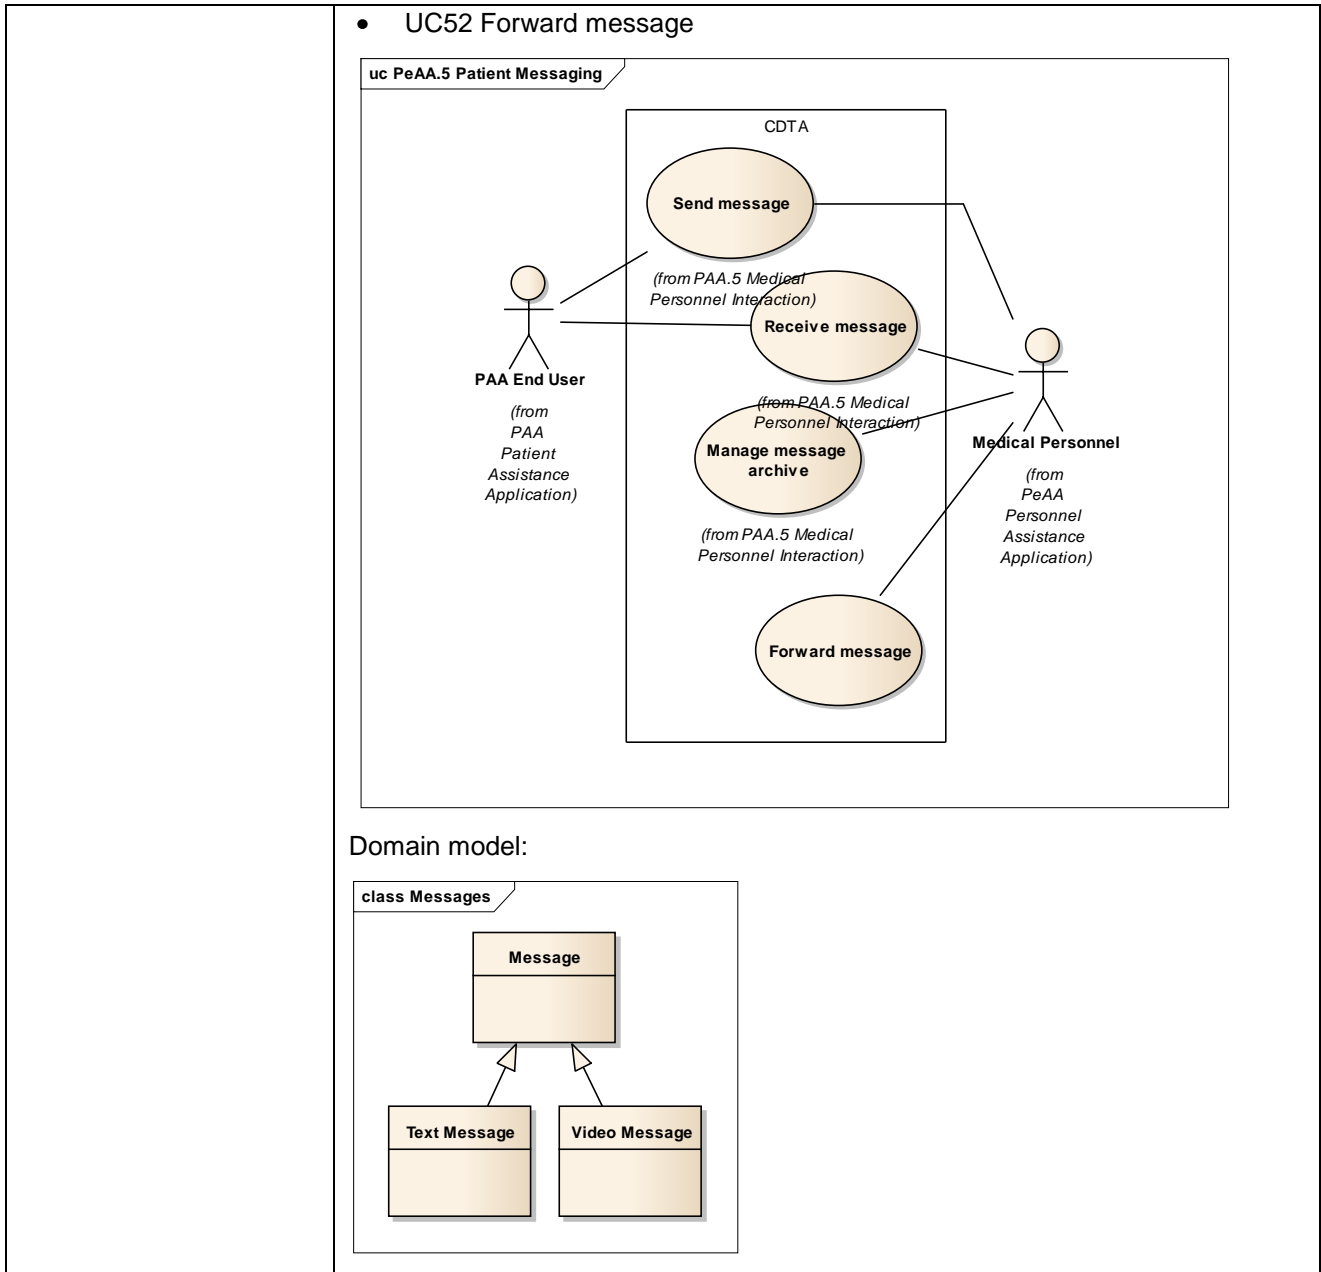 • UC52 Forward message
uc PeAA.5 Patient Messaging
CDTA
Send message
(from PAA.5 Medical
Personnel Interaction)
Receive message
(from PAA.5 Medical
Personnel Interaction)
PAA End User
(from
PAA
Patient
Assistance
Application)
Manage message
archive
(from PAA.5 Medical
Personnel Interaction)
Medical Personnel
(from
PeAA
Personnel
Assistance
Application)
Forward message
Domain model:
class Messages
Message
Text Message
Video Message